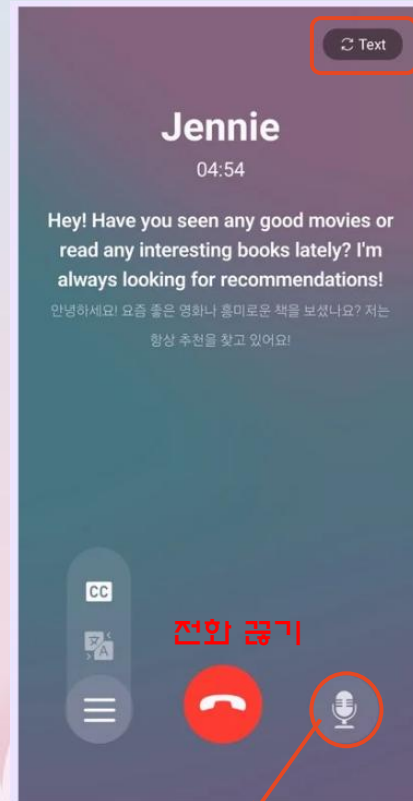 Text
Jennie
04:54
Hey! Have you seen any good movies or
read any interesting books lately? I'm
always looking for recommendations!
안녕하세요! 요즘 좋은 영화나 흥미로운 책을 보셨나요? 저는
항상 추천을 찾고 있어요!
CC
文A
전화 끊기